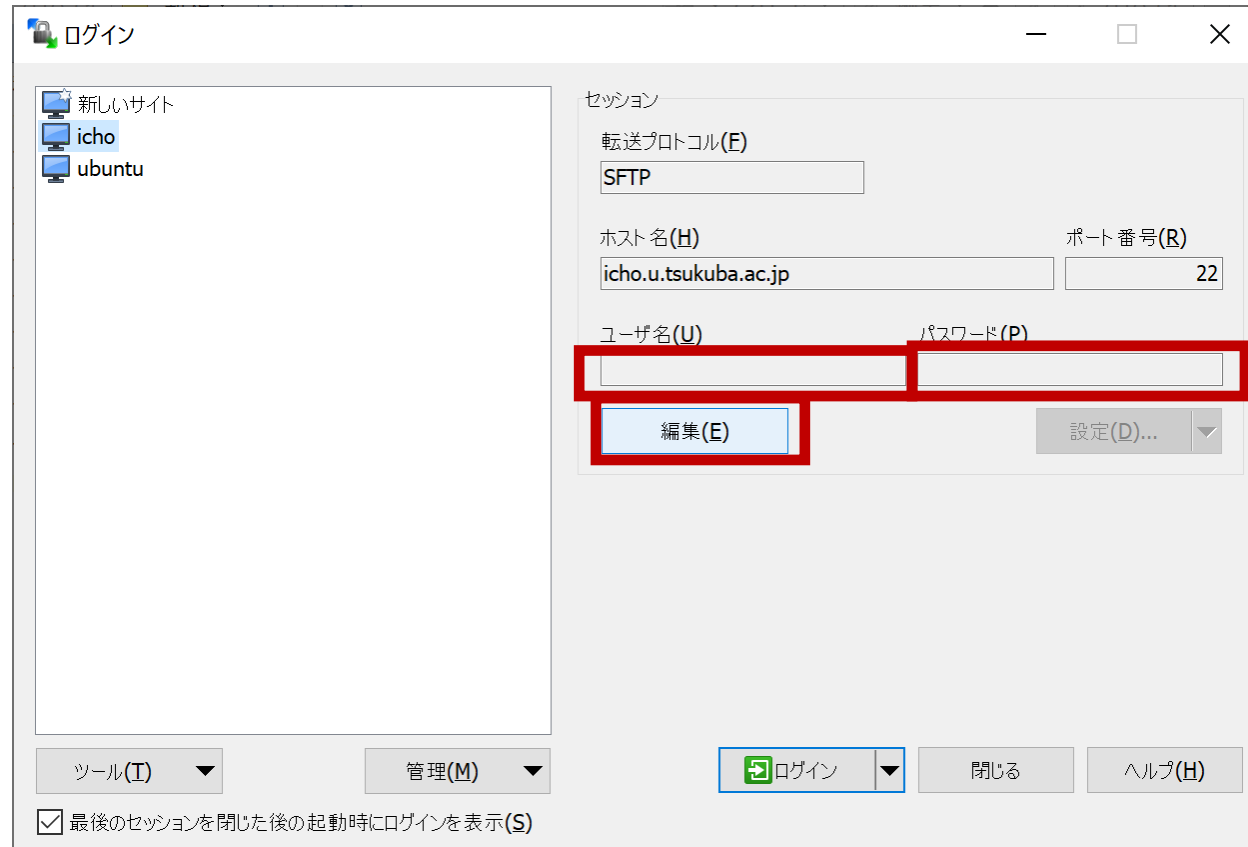 ログイン
新しいサイト
icho
ubuntu
セッション
転送プロトコル(F)
SFTP
ホスト名(H) ポート番号(R)
icho.u.tsukuba.ac.jp 22
ユーザ名(U) パスワード(P)
編集(E) 設定(D)...
ツール(T) 管理(M) ログイン 閉じる ヘルプ(H)
最後のセッションを閉じた後の起動時にログインを表示(S)